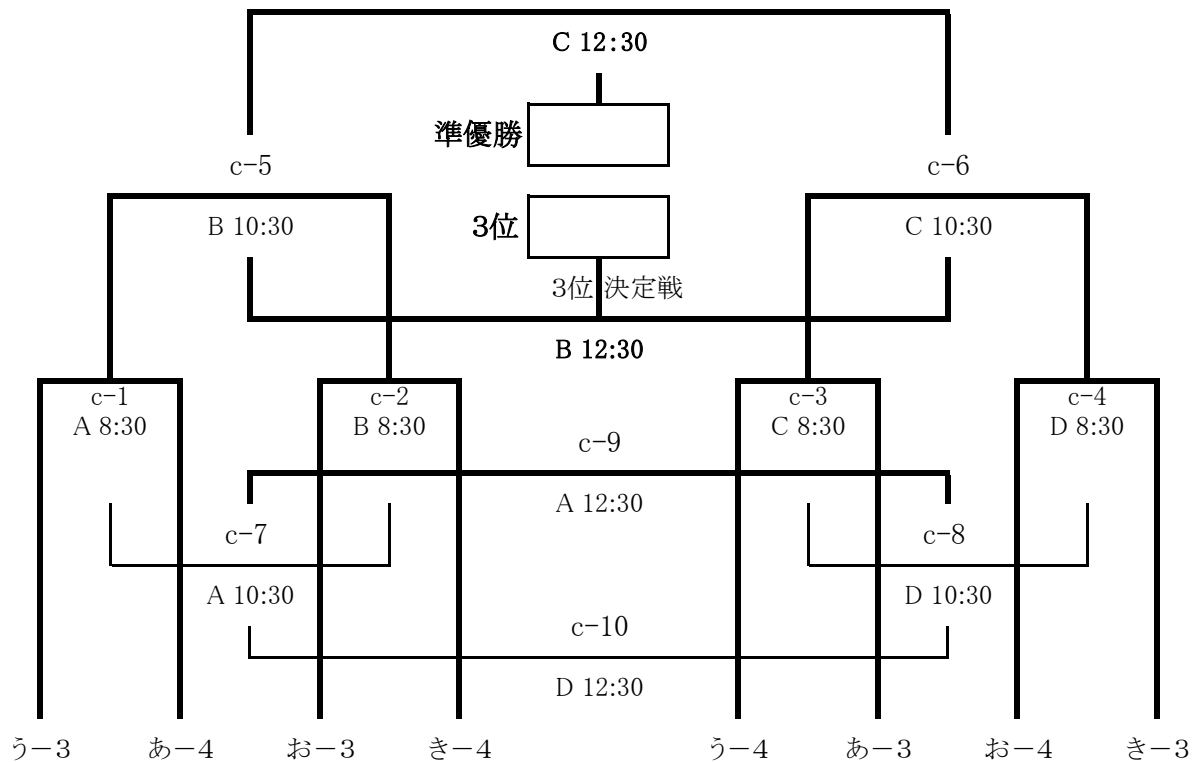 C 12:30
準優勝
c-5
c-6
3位
B 10:30
C 10:30
3位 決定戦
B 12:30
c-1
c-2
c-3
c-4
A 8:30
B 8:30
C 8:30
D 8:30
c-9
A 12:30
c-7
c-8
A 10:30
D 10:30
c-10
D 12:30
う－3
あ－4
お－3
き－4
う－4
あ－3
お－4
き－3